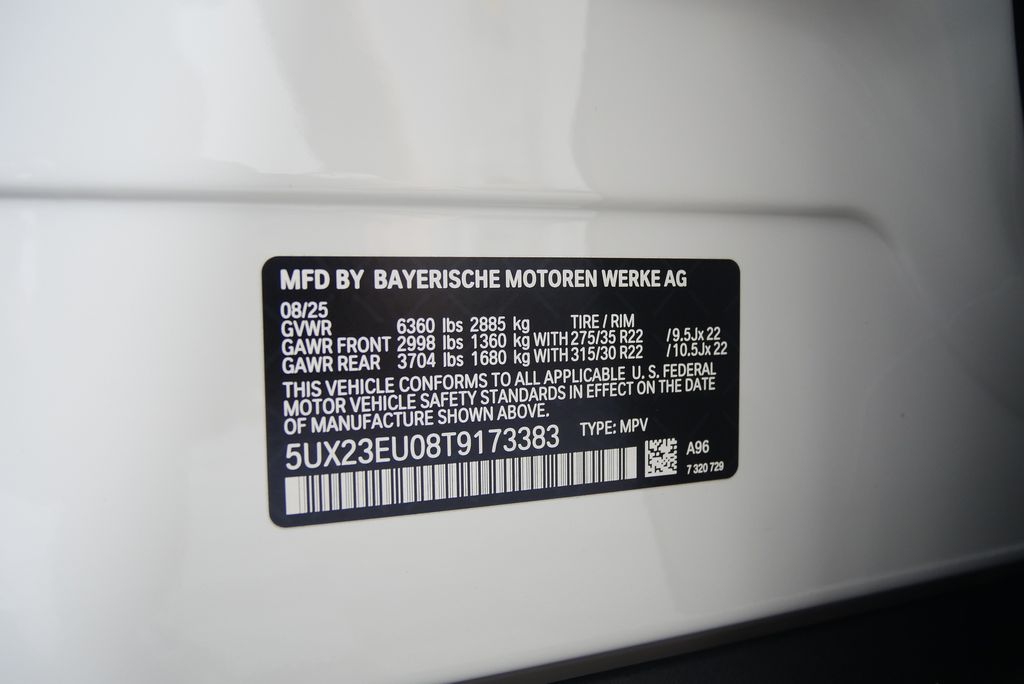 MFD BY BAYERISCHE MOTOREN WERKE AG
08/25
GVWR 6360 lbs 2885 kg TIRE / RIM
GAWR FRONT 2998 lbs 1360 kg WITH 275/35 R22 /9.5Jx 22
GAWR REAR 3704 lbs 1680 kg WITH 315/30 R22 /10.5Jx 22
THIS VEHICLE CONFORMS TO ALL APPLICABLE U. S. FEDERAL
MOTOR VEHICLE SAFETY STANDARDS IN EFFECT ON THE DATE
OF MANUFACTURE SHOWN ABOVE.
5UX23EU08T9173383 TYPE: MPV
A96
7 320 729